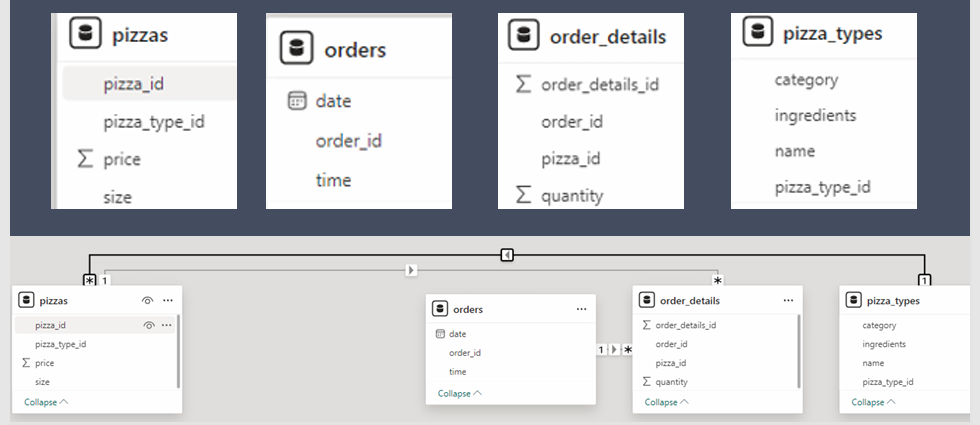 pizzas
pizza_id
pizza_type_id
price
size
orders
date
order_id
time
order_details
order_details_id
order_id
pizza_id
quantity
pizza_types
category
ingredients
name
pizza_type_id
* 1
*
1
pizzas
pizza_id
pizza_type_id
price
size
Collapse
orders
date
order_id
time
Collapse
1 *
order_details
order_details_id
order_id
pizza_id
quantity
Collapse
pizza_types
category
ingredients
name
pizza_type_id
Collapse